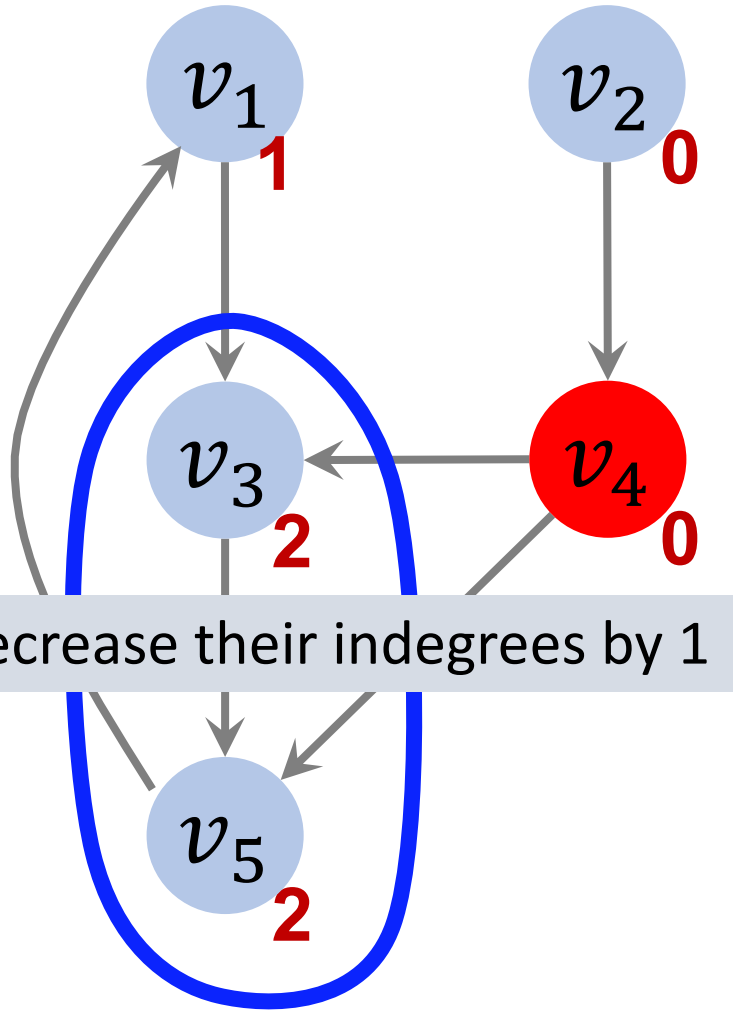 v₁
1
v₂
0
v₃
2
v₄
0
ecrease their indegrees by 1
v₅
2